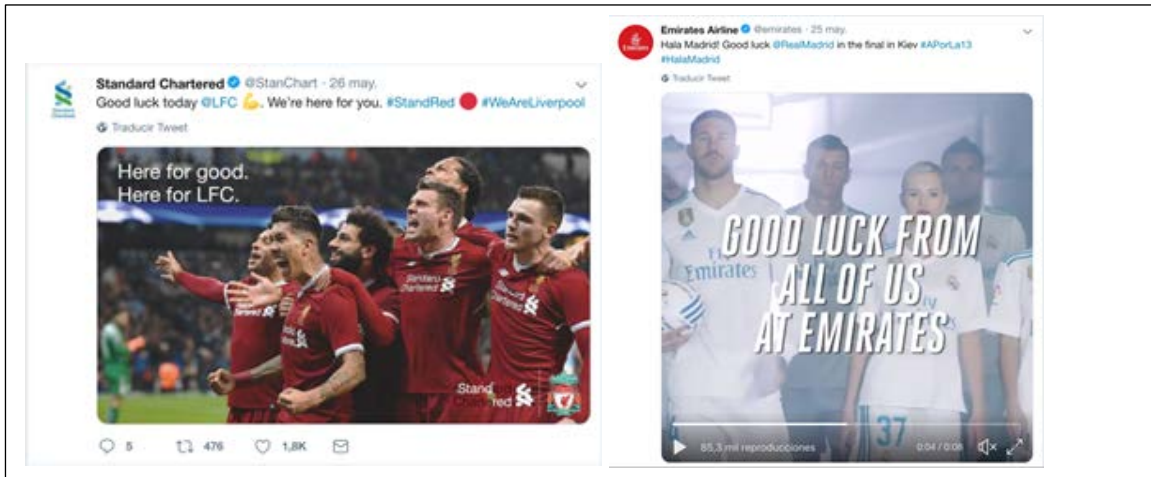 Standard Chartered @StanChart · 26 may.
Good luck today @LFC 💪. We're here for you. #StandRed 🔴 #WeAreLiverpool
Traducir Tweet
Here for good.
Here for LFC.
Standard
Chartered
Standard
Chartered
Stand
red
5
476
1,8K
Emirates Airline @emirates · 25 may.
Hala Madrid! Good luck @RealMadrid in the final in Kiev #APorLa13
#HalaMadrid
Traducir Tweet
Emirates
GOOD LUCK FROM
ALL OF US
AT EMIRATES
37
85,3 mil reproducciones
0:04 / 0:06